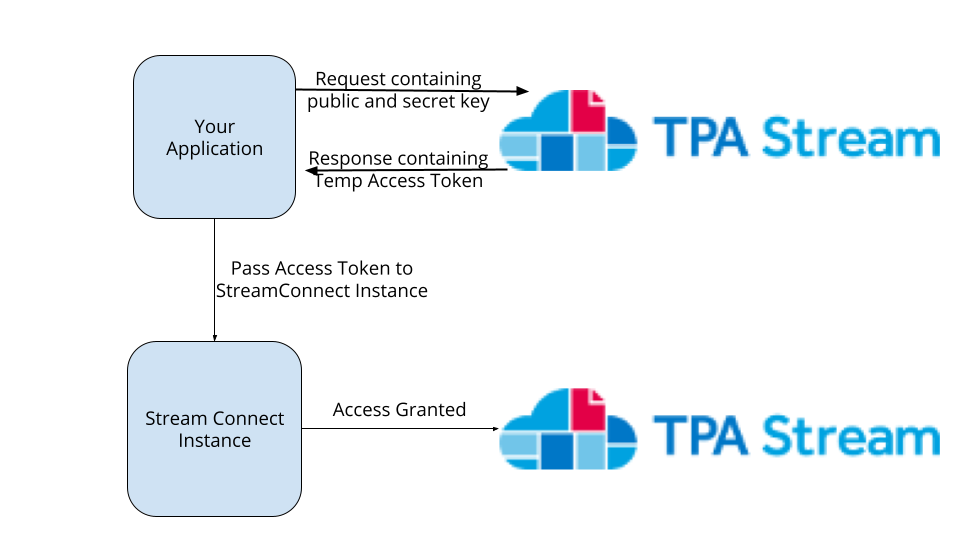 Your
Application
Request containing
public and secret key
TPA Stream
Response containing
Temp Access Token
Pass Access Token to
StreamConnect Instance
Stream Connect
Instance
Access Granted
TPA Stream